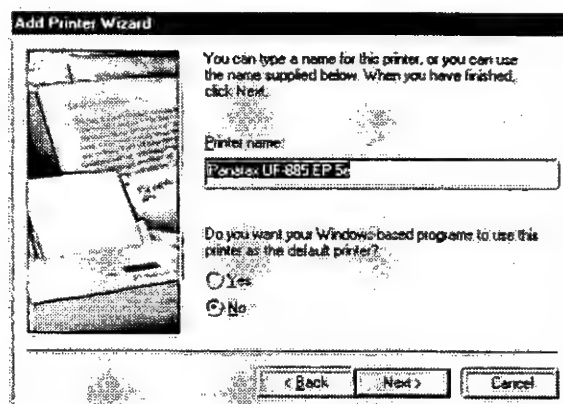 Add Printer Wizard
You can type a name for this printer, or you can use
the name supplied below. When you have finished,
click Next.
Printer name:
Panafax UF-885 EP 5e
Do you want your Windows-based programs to use this
printer as the default printer?
Yes
No
< Back
Next >
Cancel